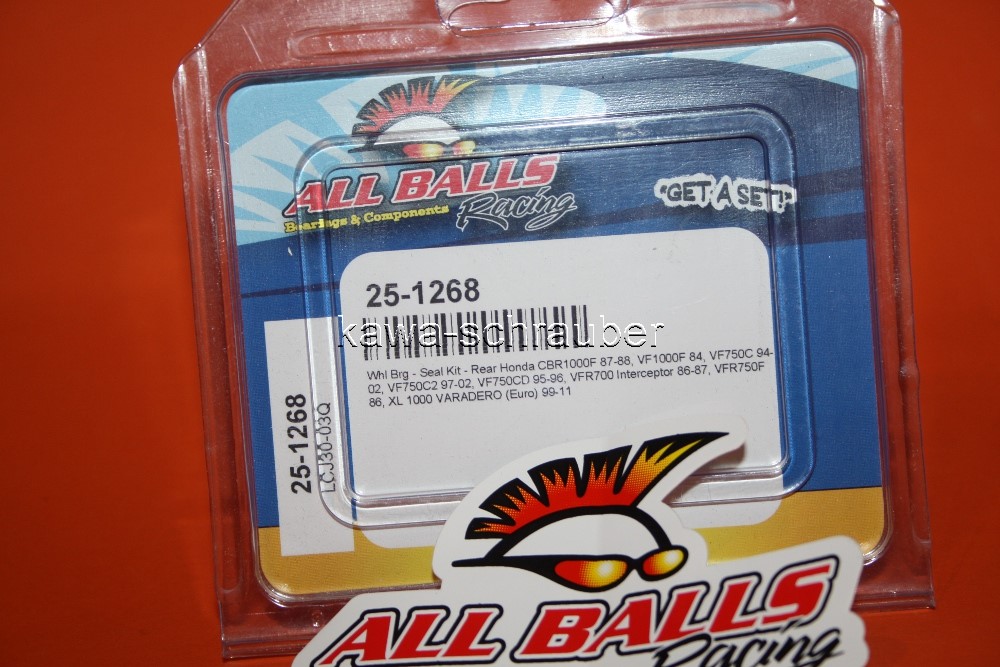 ALL BALLS
Racing
Bearings & Components
"GET A SET!"
25-1268
kawa-schrauber
Whl Brg - Seal Kit - Rear Honda CBR1000F 87-88, VF1000F 84, VF750C 94-
02, VF750C2 97-02, VF750CD 95-96, VFR700 Interceptor 86-87, VFR750F
86, XL 1000 VARADERO (Euro) 99-11
25-1268
LCJ30-03Q
ALL BALLS
Racing